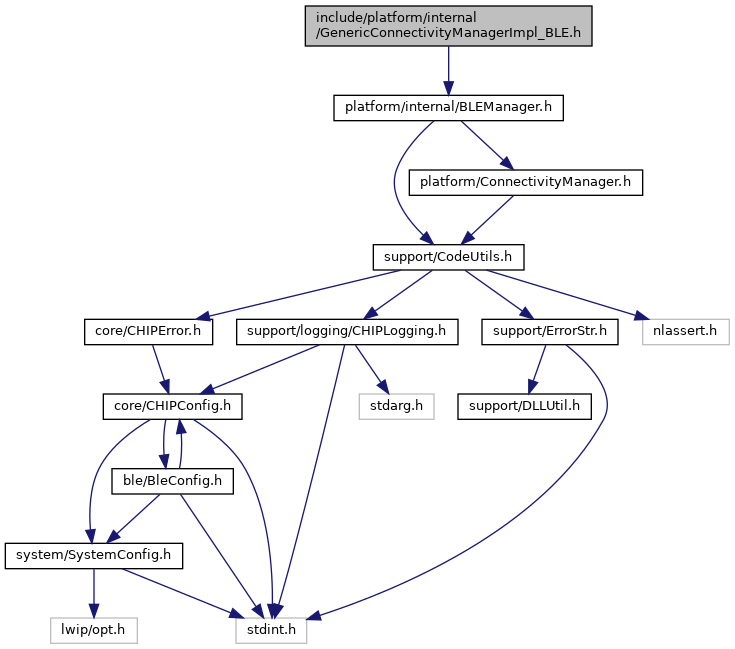 include/platform/internal
/GenericConnectivityManagerImpl_BLE.h
platform/internal/BLEManager.h
platform/ConnectivityManager.h
support/CodeUtils.h
core/CHIPError.h
support/logging/CHIPLogging.h
support/ErrorStr.h
nlassert.h
core/CHIPConfig.h
stdarg.h
support/DLLUtil.h
ble/BleConfig.h
system/SystemConfig.h
lwip/opt.h
stdint.h